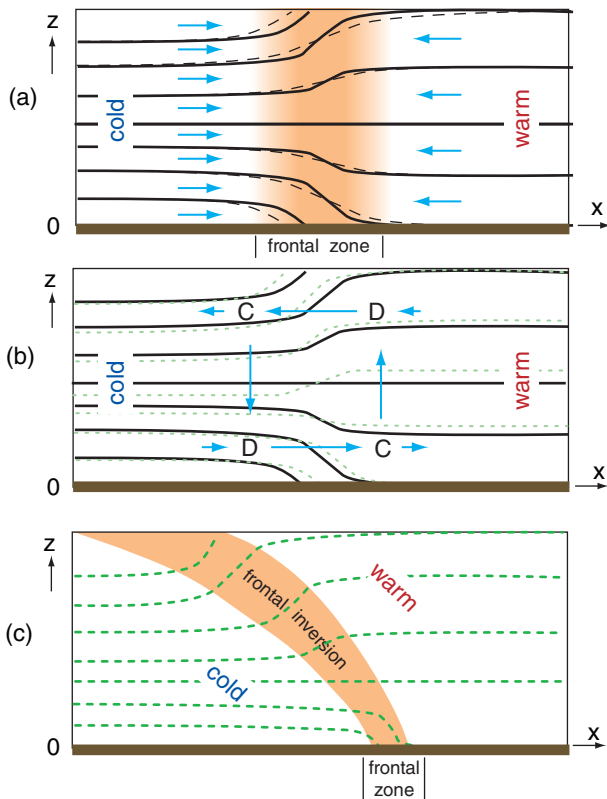 z
(a)
cold
warm
0
x
frontal zone
z
C
D
(b)
cold
warm
D
C
0
x
z
warm
frontal inversion
(c)
cold
0
x
frontal
zone